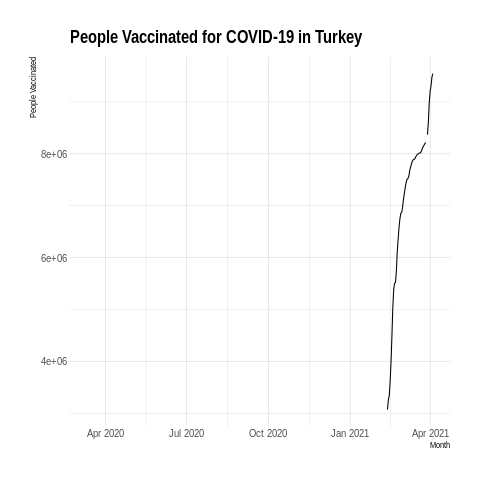 People Vaccinated for COVID-19 in Turkey
People Vaccinated
8e+06
6e+06
4e+06
Apr 2020 Jul 2020 Oct 2020 Jan 2021 Apr 2021
Month